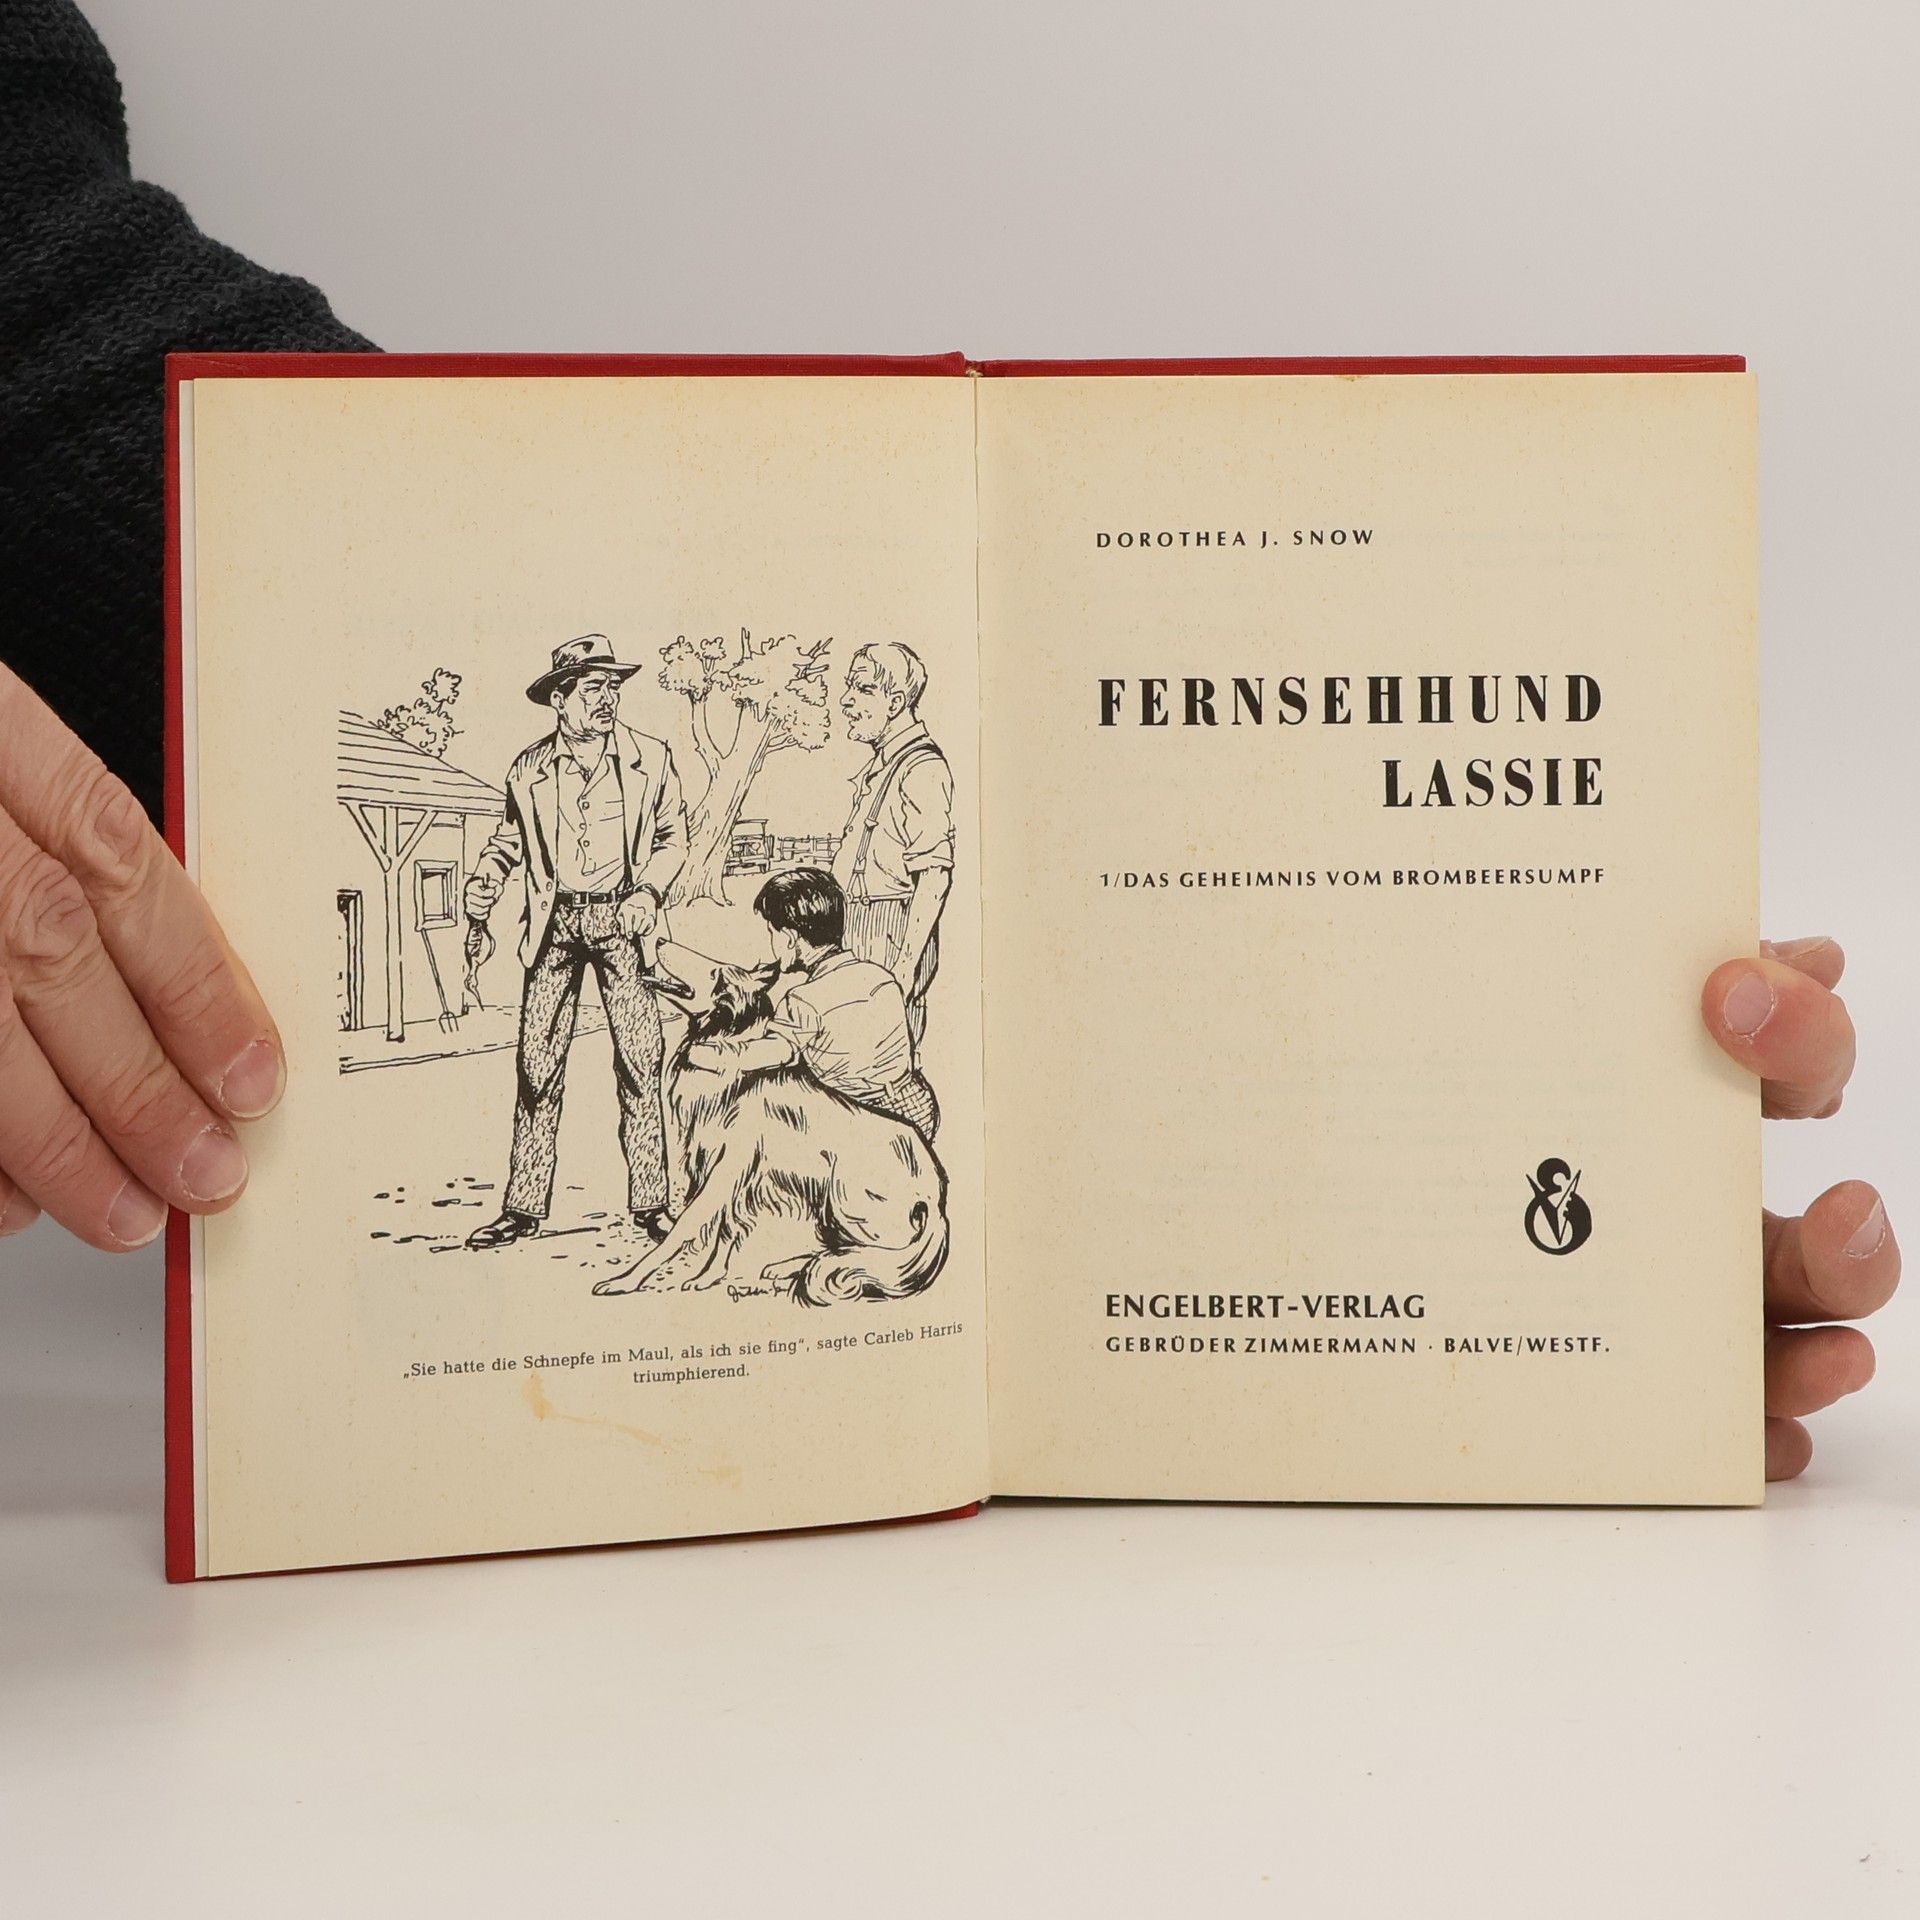 „Sie hatte die Schnepfe im Maul, als ich sie fing“, sagte Carleb Harris
triumphierend.
DOROTHEA J. SNOW
FERNSEHHUND
LASSIE
1/DAS GEHEIMNIS VOM BROMBEERSUMPF
ENGELBERT-VERLAG
GEBRÜDER ZIMMERMANN · BALVE/WESTF.